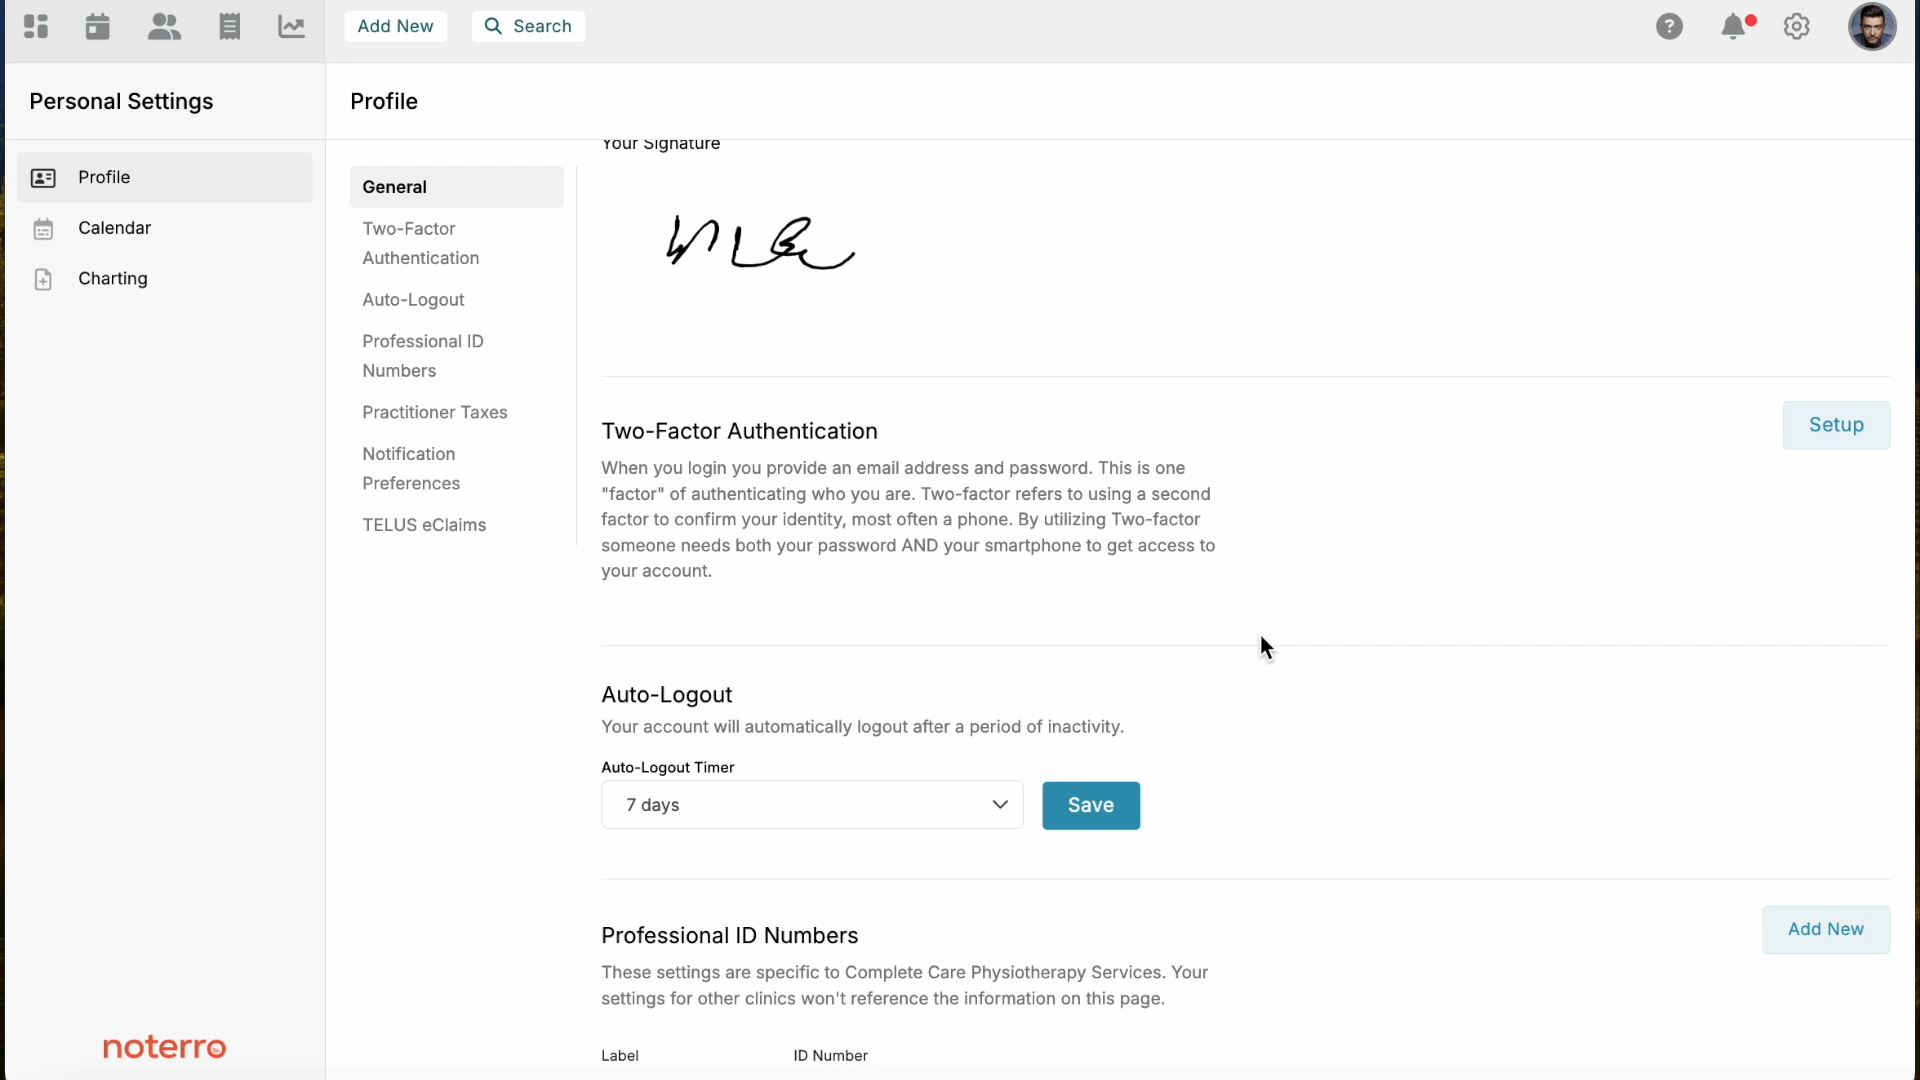 Add New
Search
Personal Settings
Profile
Profile
Calendar
Charting
General
Two-Factor
Authentication
Auto-Logout
Professional ID
Numbers
Practitioner Taxes
Notification
Preferences
TELUS eClaims
Your Signature
Two-Factor Authentication
Setup
When you login you provide an email address and password. This is one
"factor" of authenticating who you are. Two-factor refers to using a second
factor to confirm your identity, most often a phone. By utilizing Two-factor
someone needs both your password AND your smartphone to get access to
your account.
Auto-Logout
Your account will automatically logout after a period of inactivity.
Auto-Logout Timer
7 days
Save
Professional ID Numbers
Add New
These settings are specific to Complete Care Physiotherapy Services. Your
settings for other clinics won't reference the information on this page.
Label ID Number
noterro